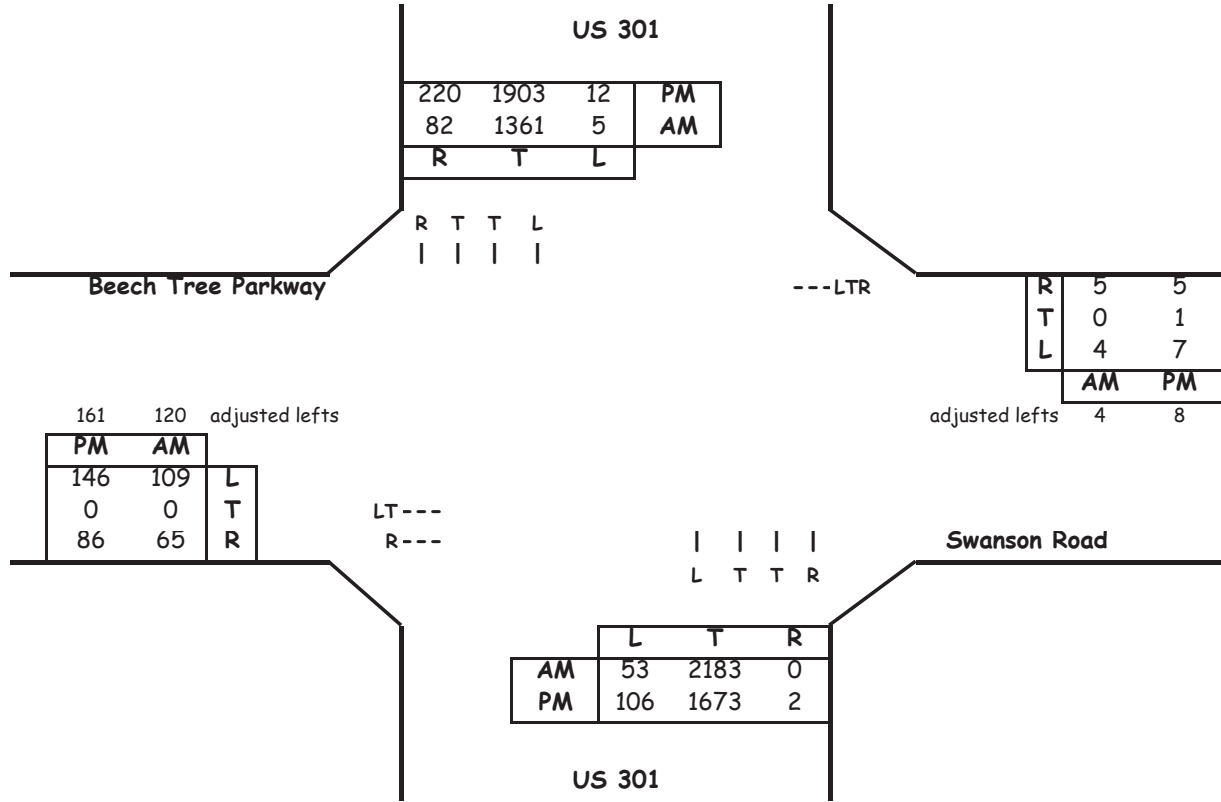 US 301
220 1903 12 PM
82 1361 5 AM
R T L
R T T L
| | | |
Beech Tree Parkway
---LTR
R 5 5
T 0 1
L 4 7
AM PM
adjusted lefts 4 8
161 120 adjusted lefts
PM AM
146 109 L
0 0 T
86 65 R
LT---
R---
| | | |
L T T R
Swanson Road
L T R
AM 53 2183 0
PM 106 1673 2
US 301